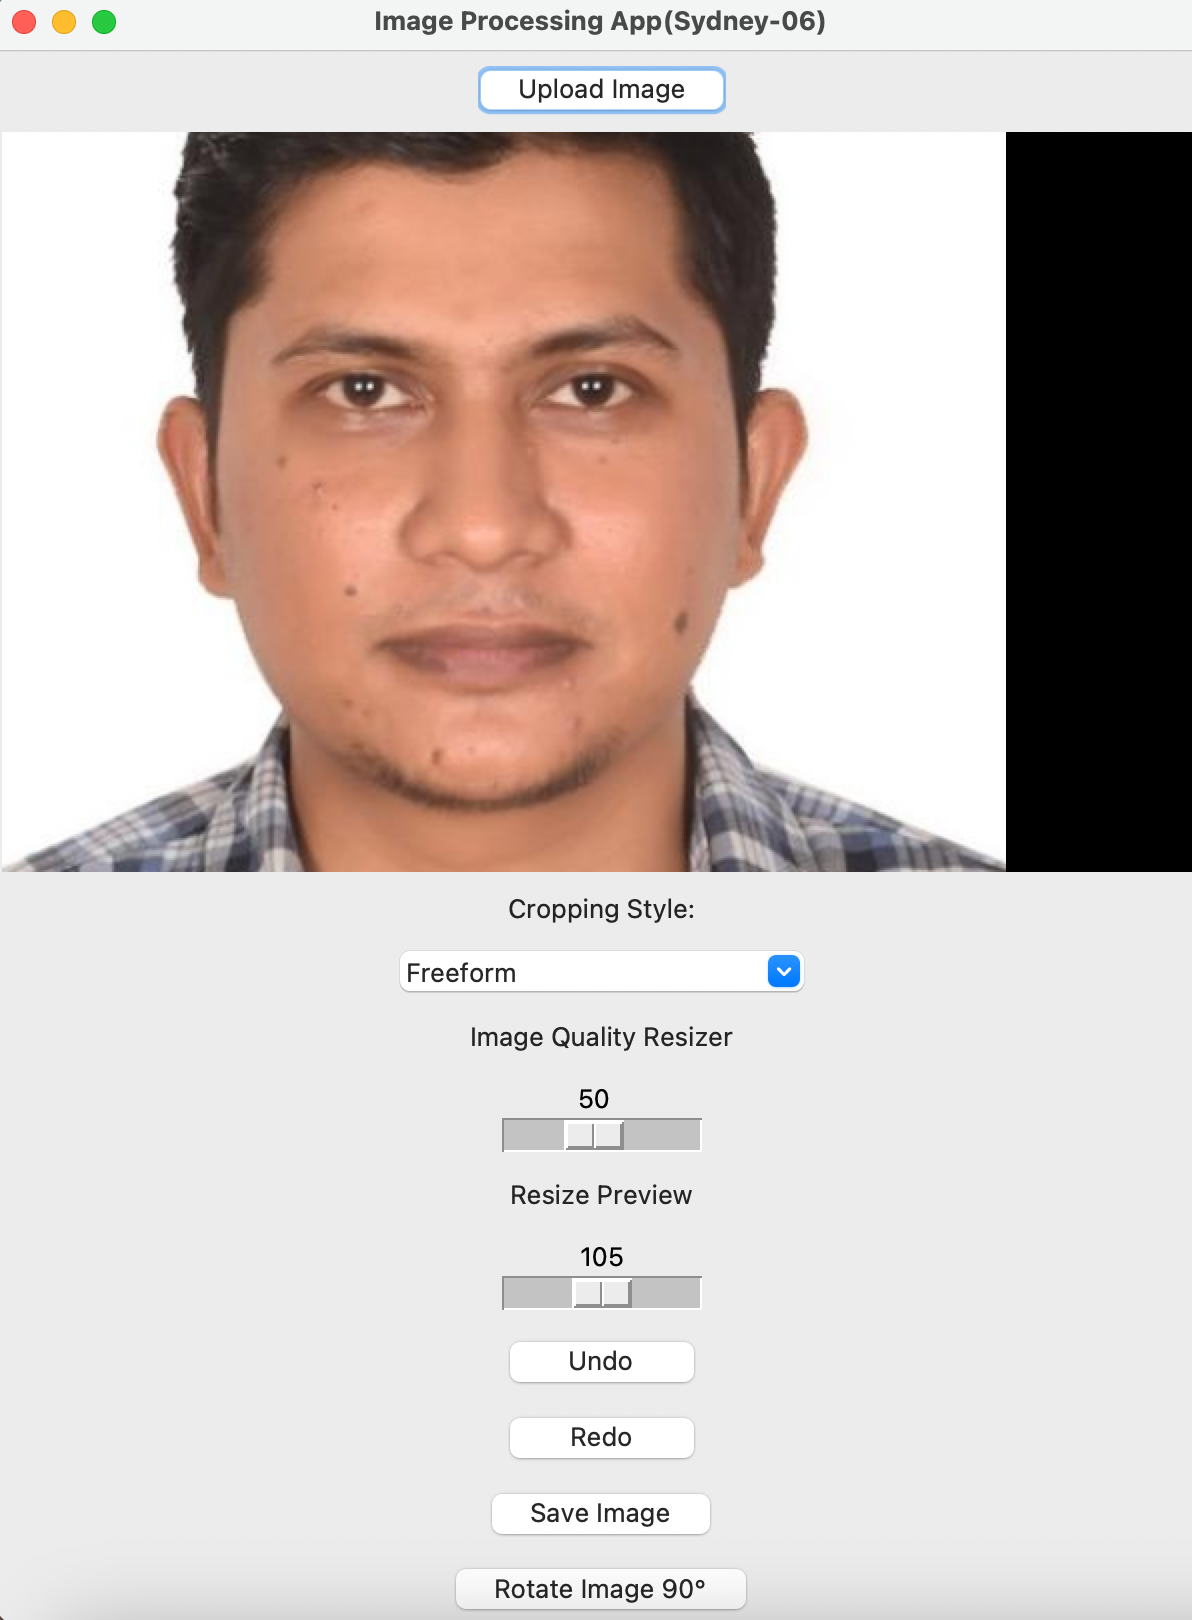 Image Processing App(Sydney-06)
Upload Image
Cropping Style:
Freeform
Image Quality Resizer
50
Resize Preview
105
Undo
Redo
Save Image
Rotate Image 90°